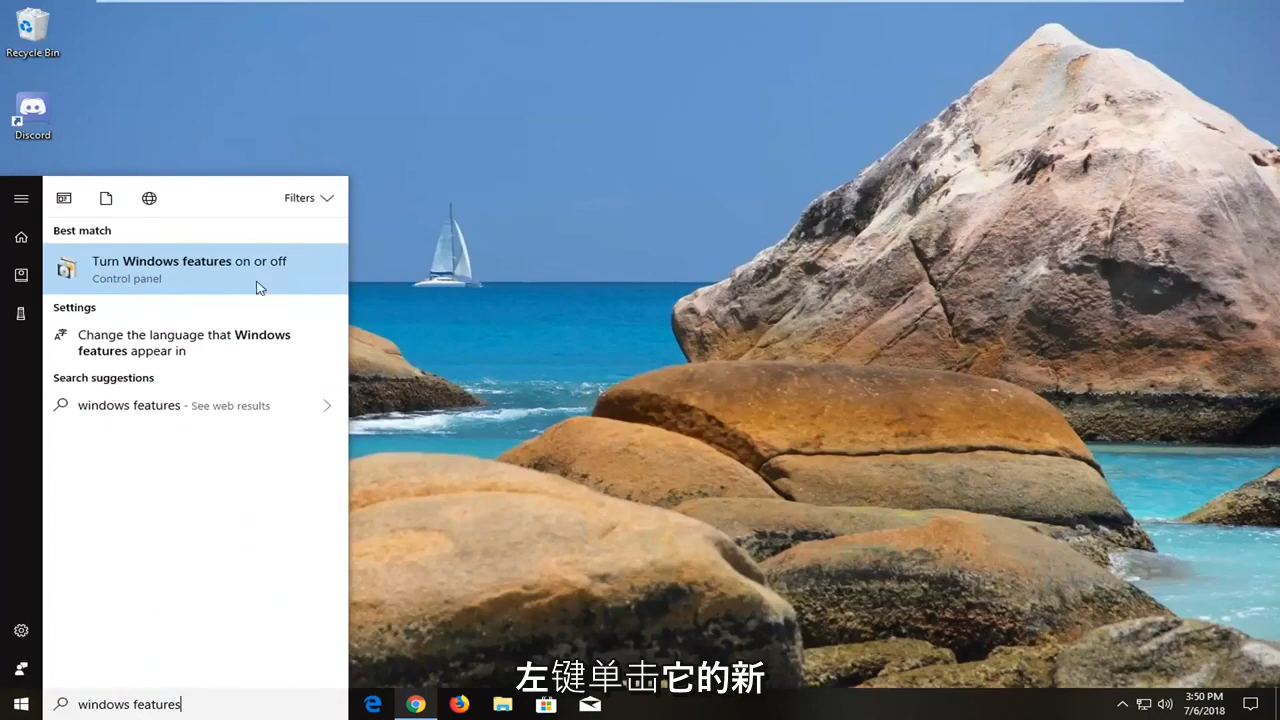 Recycle Bin
Discord
Filters
Best match
Turn Windows features on or off
Control panel
Settings
Change the language that Windows
features appear in
Search suggestions
windows features - See web results
windows features
左键单击它的新
3:50 PM
7/6/2018